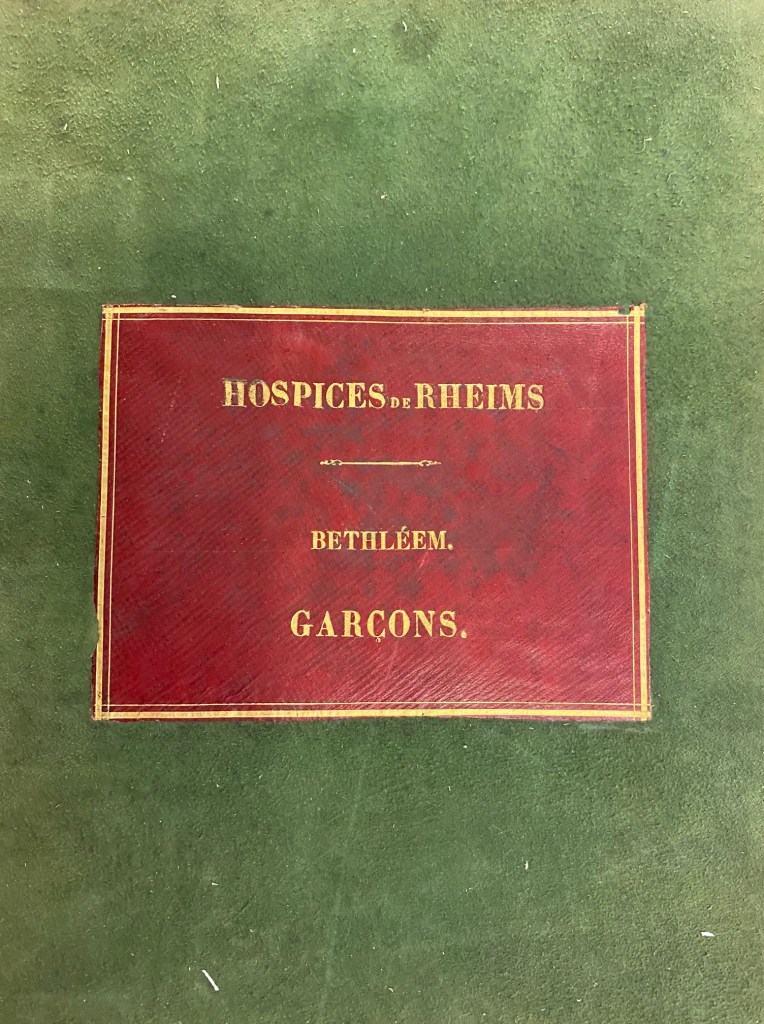 HOSPICES DE RHEIMS
BETHLÉEM.
GARÇONS.